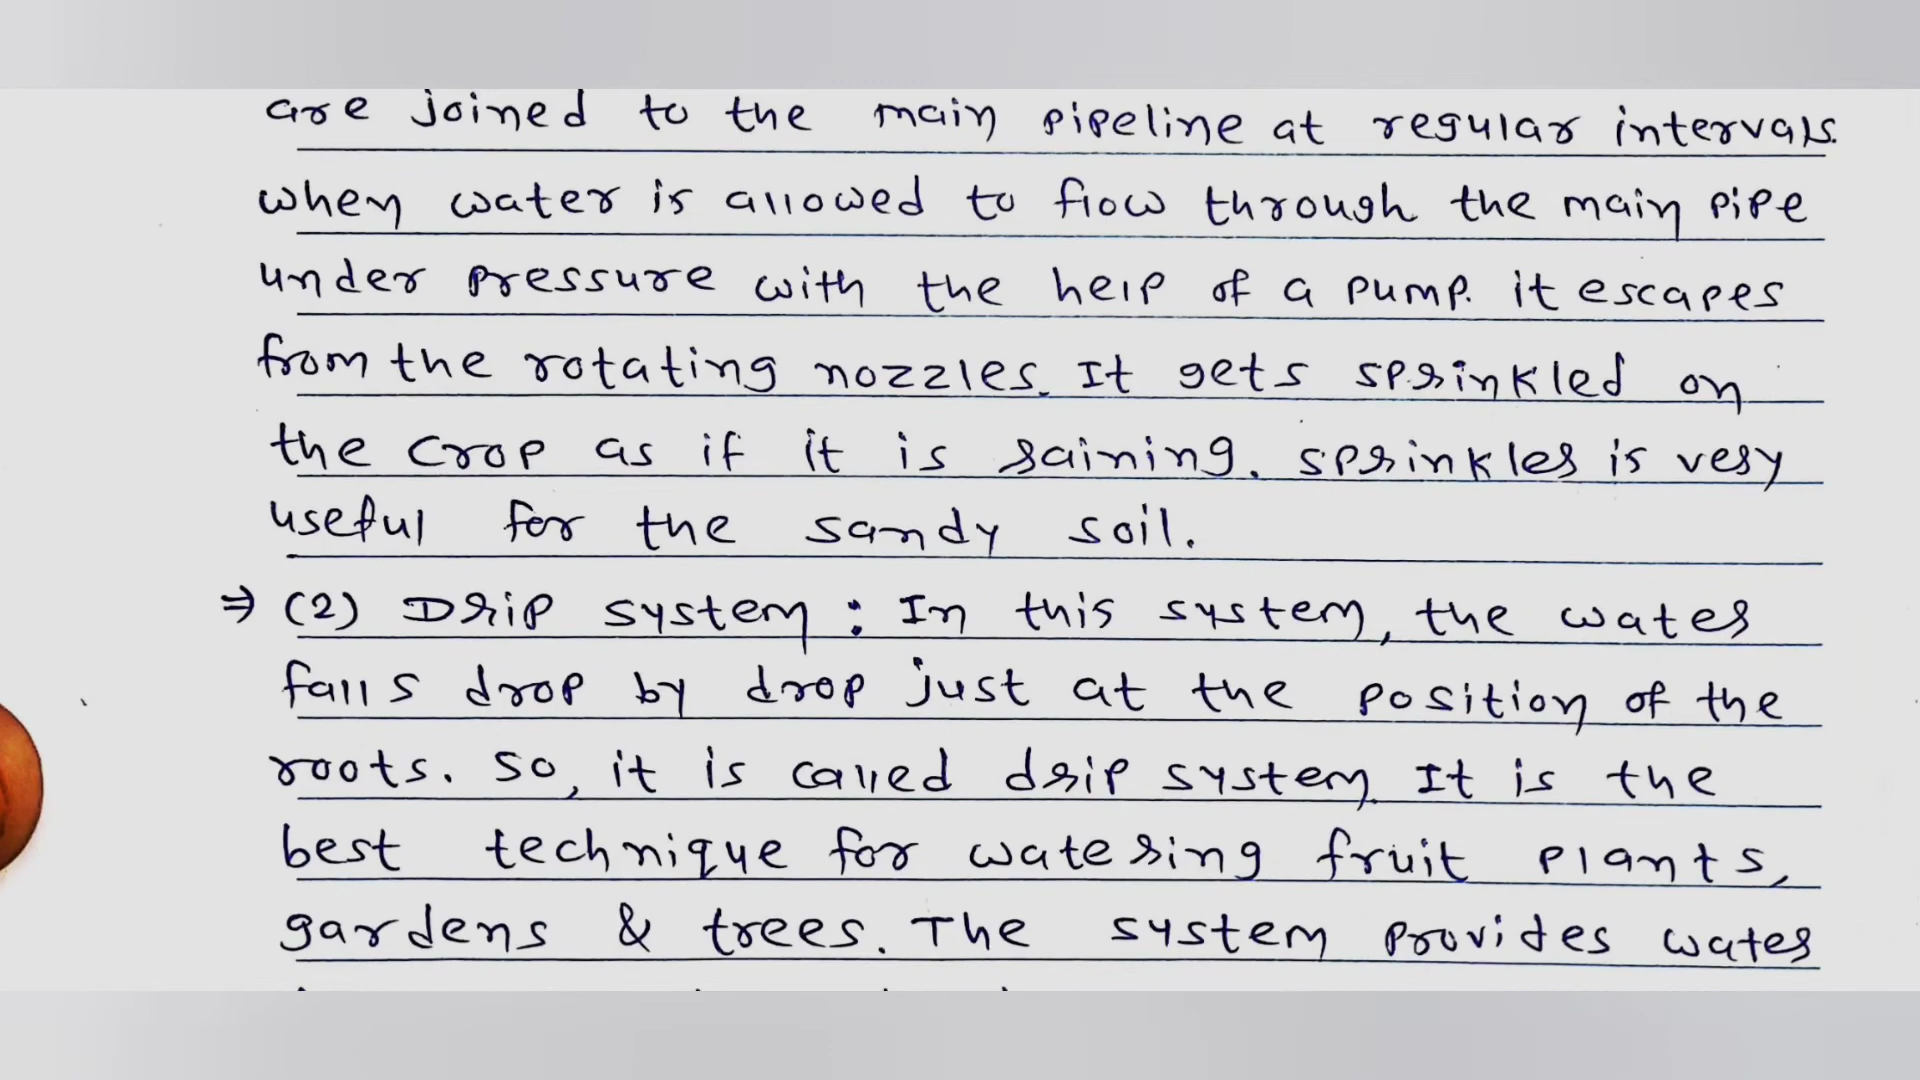 are joined to the main pipeline at regular intervals.
when water is allowed to flow through the main pipe
under pressure with the help of a pump. it escapes
from the rotating nozzles. It gets sprinkled on
the crop as if it is raining. sprinkler is very
useful for the sandy soil.
⇒ (2) Drip system : In this system, the water
falls drop by drop just at the position of the
roots. so, it is called drip system. It is the
best technique for watering fruit plants,
gardens & trees. The system provides water